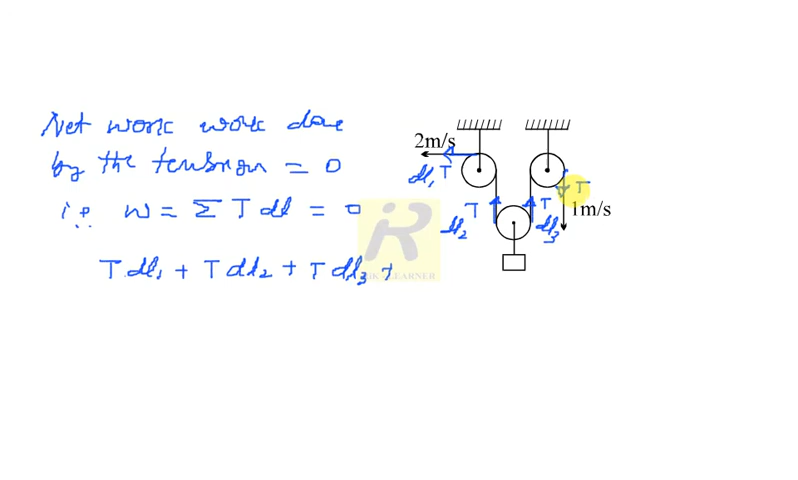 Net work work done
by the tension = 0
i.e. W = Σ T dl = 0
T. dl₁ + T dl₂ + T dl₃ +
2m/s
T
dl₁
T
dl₂
T
dl₃
T
1m/s